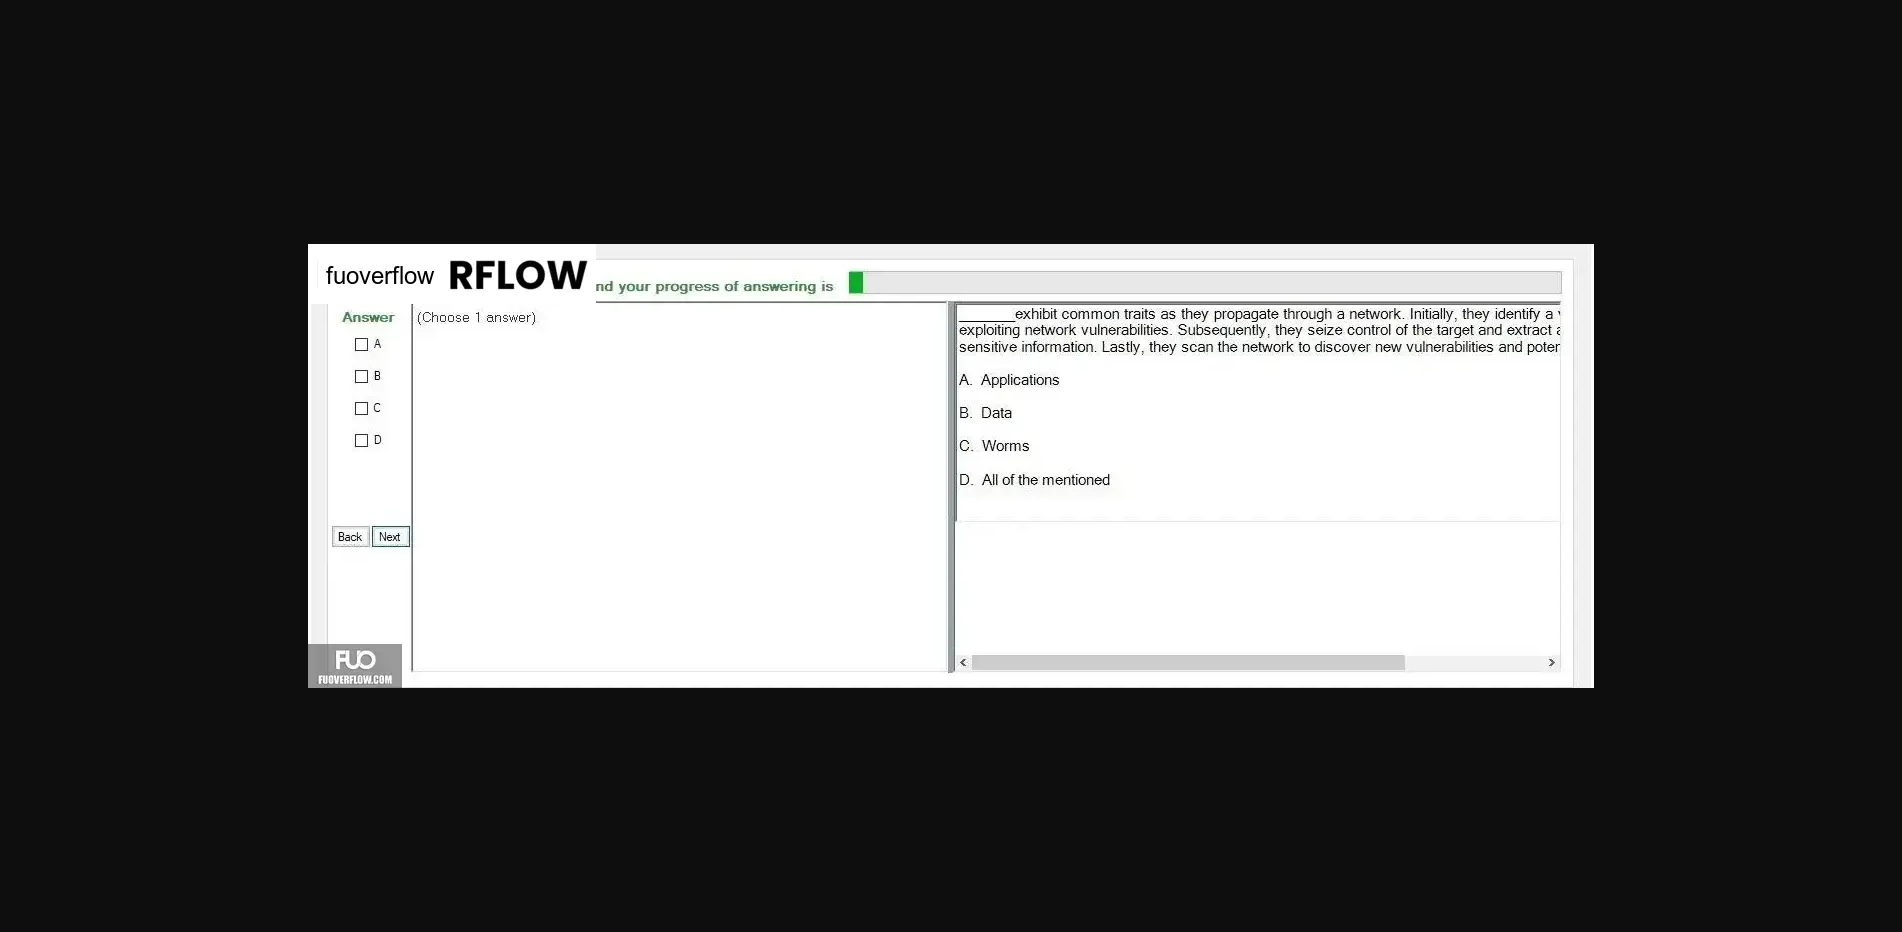 fuoverflow RFLOW
nd your progress of answering is
Answer
(Choose 1 answer)
A
B
C
D
Back Next
_______exhibit common traits as they propagate through a network. Initially, they identify a
exploiting network vulnerabilities. Subsequently, they seize control of the target and extract
sensitive information. Lastly, they scan the network to discover new vulnerabilities and poter
A. Applications
B. Data
C. Worms
D. All of the mentioned
FUO
FUOVERFLOW.COM